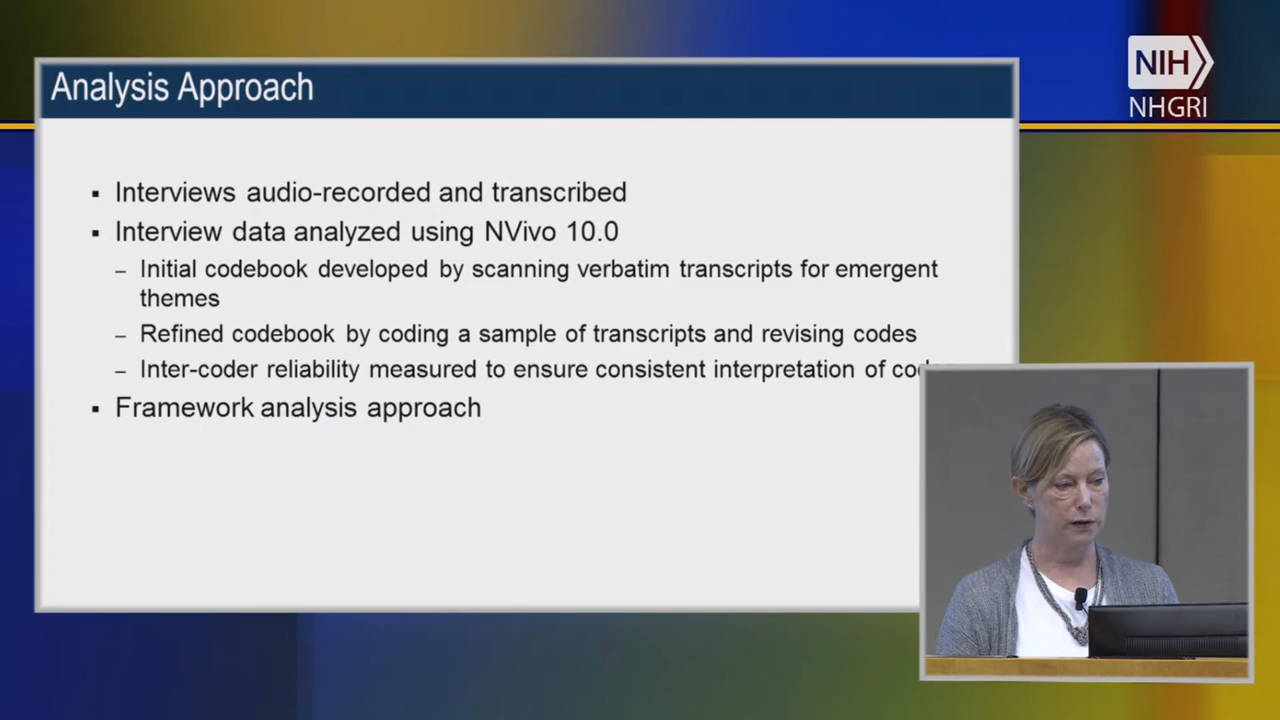 Analysis Approach
NIH
NHGRI
▪ Interviews audio-recorded and transcribed
▪ Interview data analyzed using NVivo 10.0
– Initial codebook developed by scanning verbatim transcripts for emergent
themes
– Refined codebook by coding a sample of transcripts and revising codes
– Inter-coder reliability measured to ensure consistent interpretation of
▪ Framework analysis approach